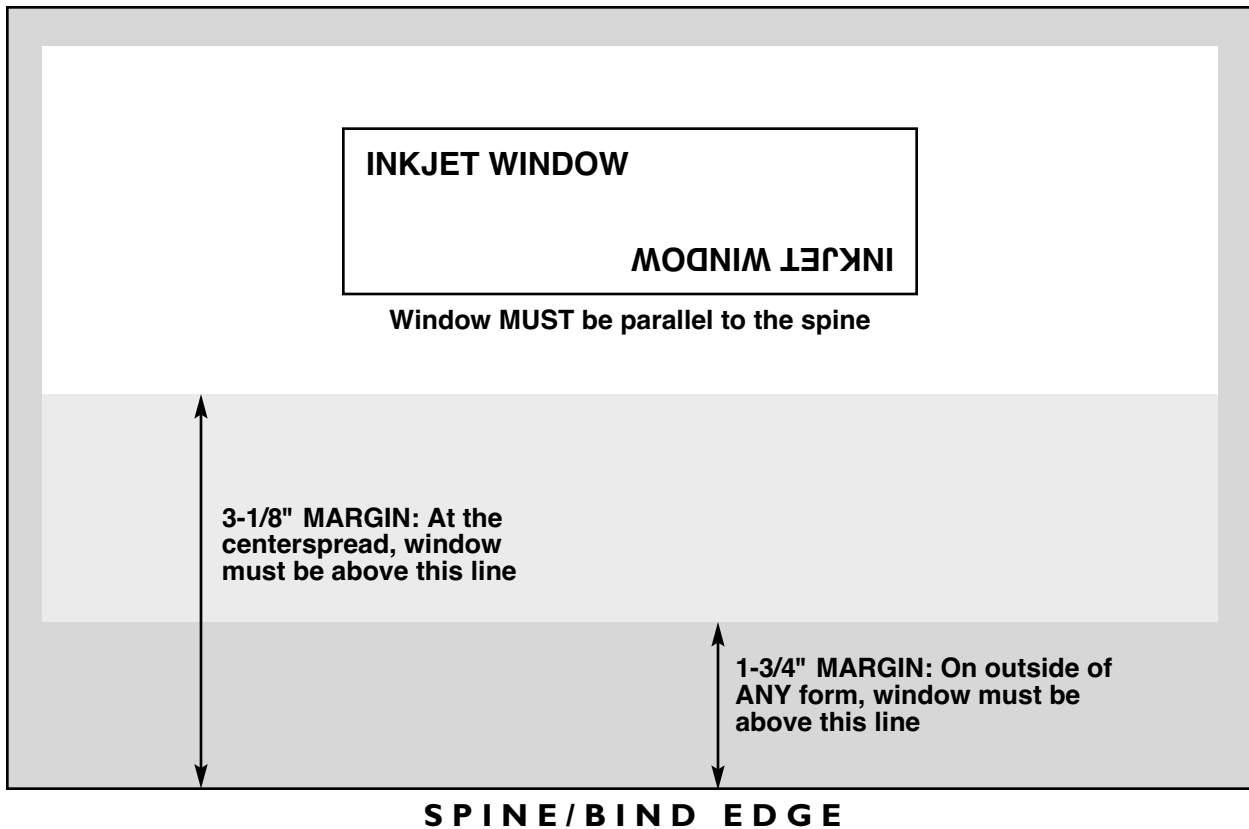 INKJET WINDOW
INKJET WINDOW
Window MUST be parallel to the spine
3-1/8" MARGIN: At the
centerspread, window
must be above this line
1-3/4" MARGIN: On outside of
ANY form, window must be
above this line
SPINE/BIND EDGE